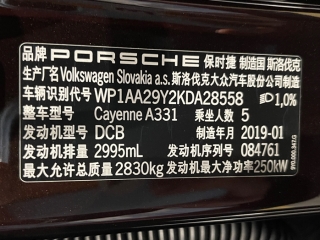 品牌 PORSCHE 保时捷 制造国 斯洛伐克
生产厂名 Volkswagen Slovakia a.s. 斯洛伐克大众汽车股份公司制造
车辆识别代号 WP1AA29Y2KDA28558 1,0%
整车型号 Cayenne A331 乘坐人数 5
发动机型号 DCB 制造年月 2019-01
发动机排量 2995mL 发动机序列号 084761
最大允许总质量 2830kg 发动机最大净功率 250kW